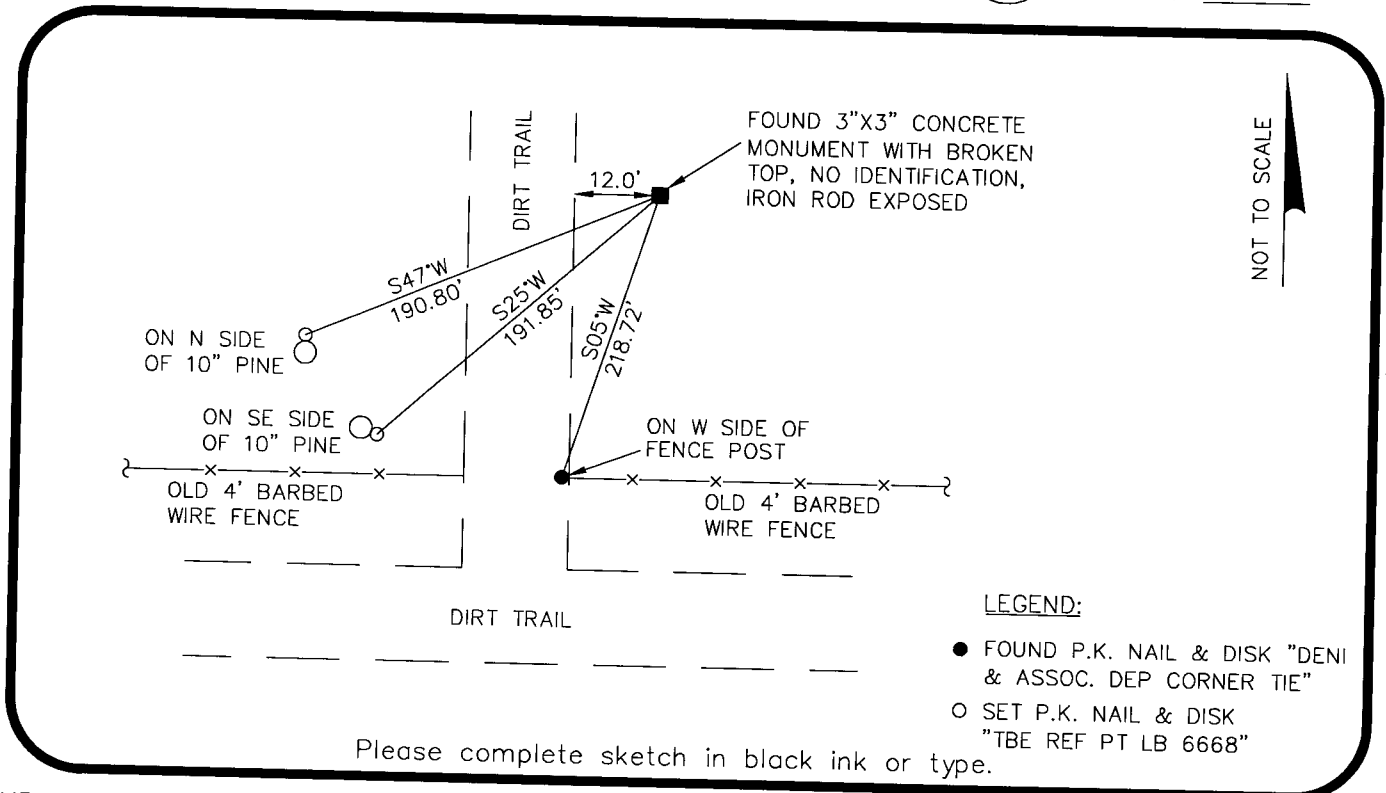 FOUND 3"X3" CONCRETE
MONUMENT WITH BROKEN
TOP, NO IDENTIFICATION,
IRON ROD EXPOSED
DIRT TRAIL
12.0'
NOT TO SCALE
S47°W
190.80'
S25°W
191.85'
S05°W
218.72'
ON N SIDE
OF 10" PINE
ON SE SIDE
OF 10" PINE
ON W SIDE OF
FENCE POST
OLD 4' BARBED
WIRE FENCE
OLD 4' BARBED
WIRE FENCE
DIRT TRAIL
LEGEND:
FOUND P.K. NAIL & DISK "DENI
& ASSOC. DEP CORNER TIE"
SET P.K. NAIL & DISK
"TBE REF PT LB 6668"
Please complete sketch in black ink or type.